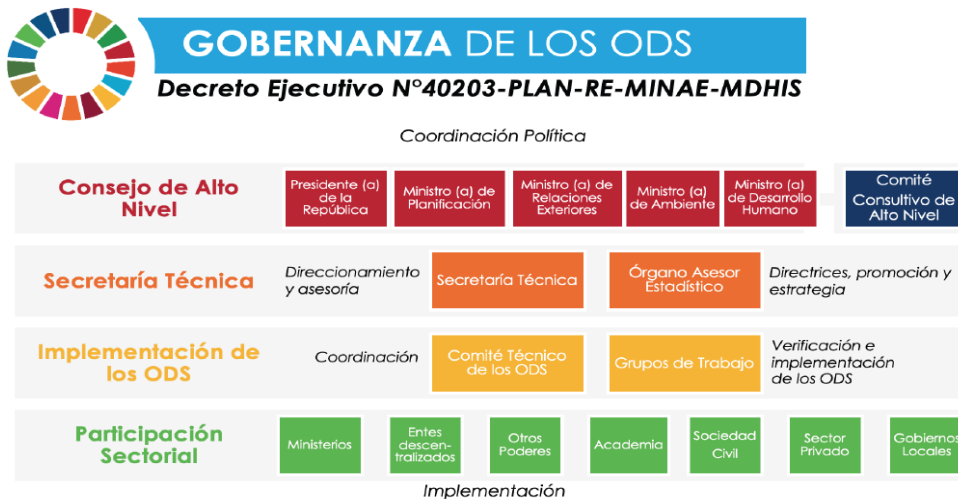 GOBERNANZA DE LOS ODS
Decreto Ejecutivo N°40203-PLAN-RE-MINAE-MDHIS
Coordinación Política
Consejo de Alto
Nivel
Presidente (a)
de la
República
Ministro (a) de
Planificación
Ministro (a) de
Relaciones
Exteriores
Ministro (a)
de Ambiente
Ministro (a)
de Desarrollo
Humano
Comité
Consultivo de
Alto Nivel
Secretaría Técnica
Direccionamiento
y asesoría
Secretaría Técnica
Órgano Asesor
Estadístico
Directrices, promoción y
estrategia
Implementación de
los ODS
Coordinación
Comité Técnico
de los ODS
Grupos de Trabajo
Verificación e
implementación
de los ODS
Participación
Sectorial
Ministerios
Entes
descen-
tralizados
Otros
Poderes
Academia
Sociedad
Civil
Sector
Privado
Gobiernos
Locales
Implementación